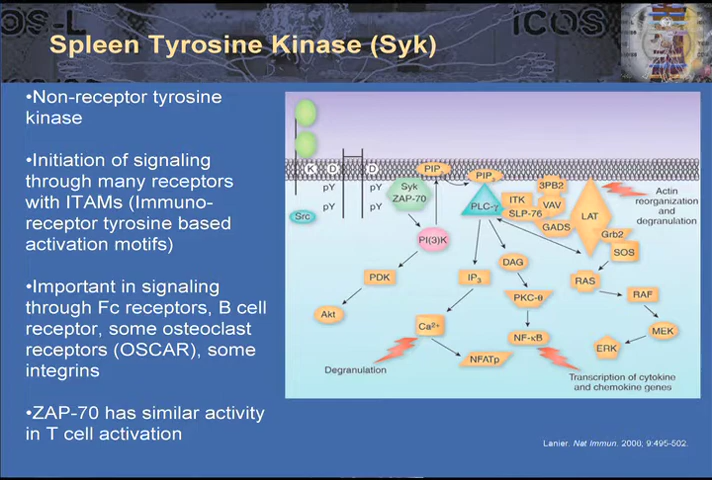 OS-L
ICOS
Spleen Tyrosine Kinase (Syk)
•Non-receptor tyrosine
kinase
•Initiation of signaling
through many receptors
with ITAMs (Immuno-
receptor tyrosine based
activation motifs)
•Important in signaling
through Fc receptors, B cell
receptor, some osteoclast
receptors (OSCAR), some
integrins
•ZAP-70 has similar activity
in T cell activation
K
D
D
pY
pY
pY
pY
Src
Syk
ZAP-70
PIP
PIP
PI(3)K
PDK
Akt
PLC-γ
ITK
SLP-76
3PB2
VAV
GADS
LAT
Grb2
SOS
Actin
reorganization
and
degranulation
IP3
DAG
PKC-θ
RAS
RAF
MEK
ERK
Ca2+
NFATp
NF-κB
Degranulation
Transcription of cytokine
and chemokine genes
Lanier. Nat Immun. 2000; 9:495-502.